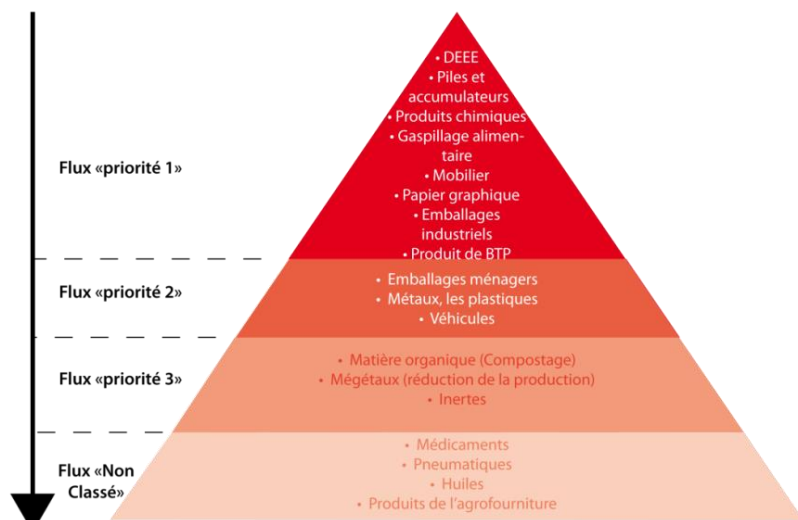 • DEEE
• Piles et
accumulateurs
• Produits chimiques
• Gaspillage alimen-
taire
• Mobilier
• Papier graphique
• Emballages
industriels
• Produit de BTP
Flux «priorité 1»
• Emballages ménagers
• Métaux, les plastiques
• Véhicules
Flux «priorité 2»
• Matière organique (Compostage)
• Mégétaux (réduction de la production)
• Inertes
Flux «priorité 3»
• Médicaments
• Pneumatiques
• Huiles
• Produits de l'agrofourniture
Flux «Non
Classé»